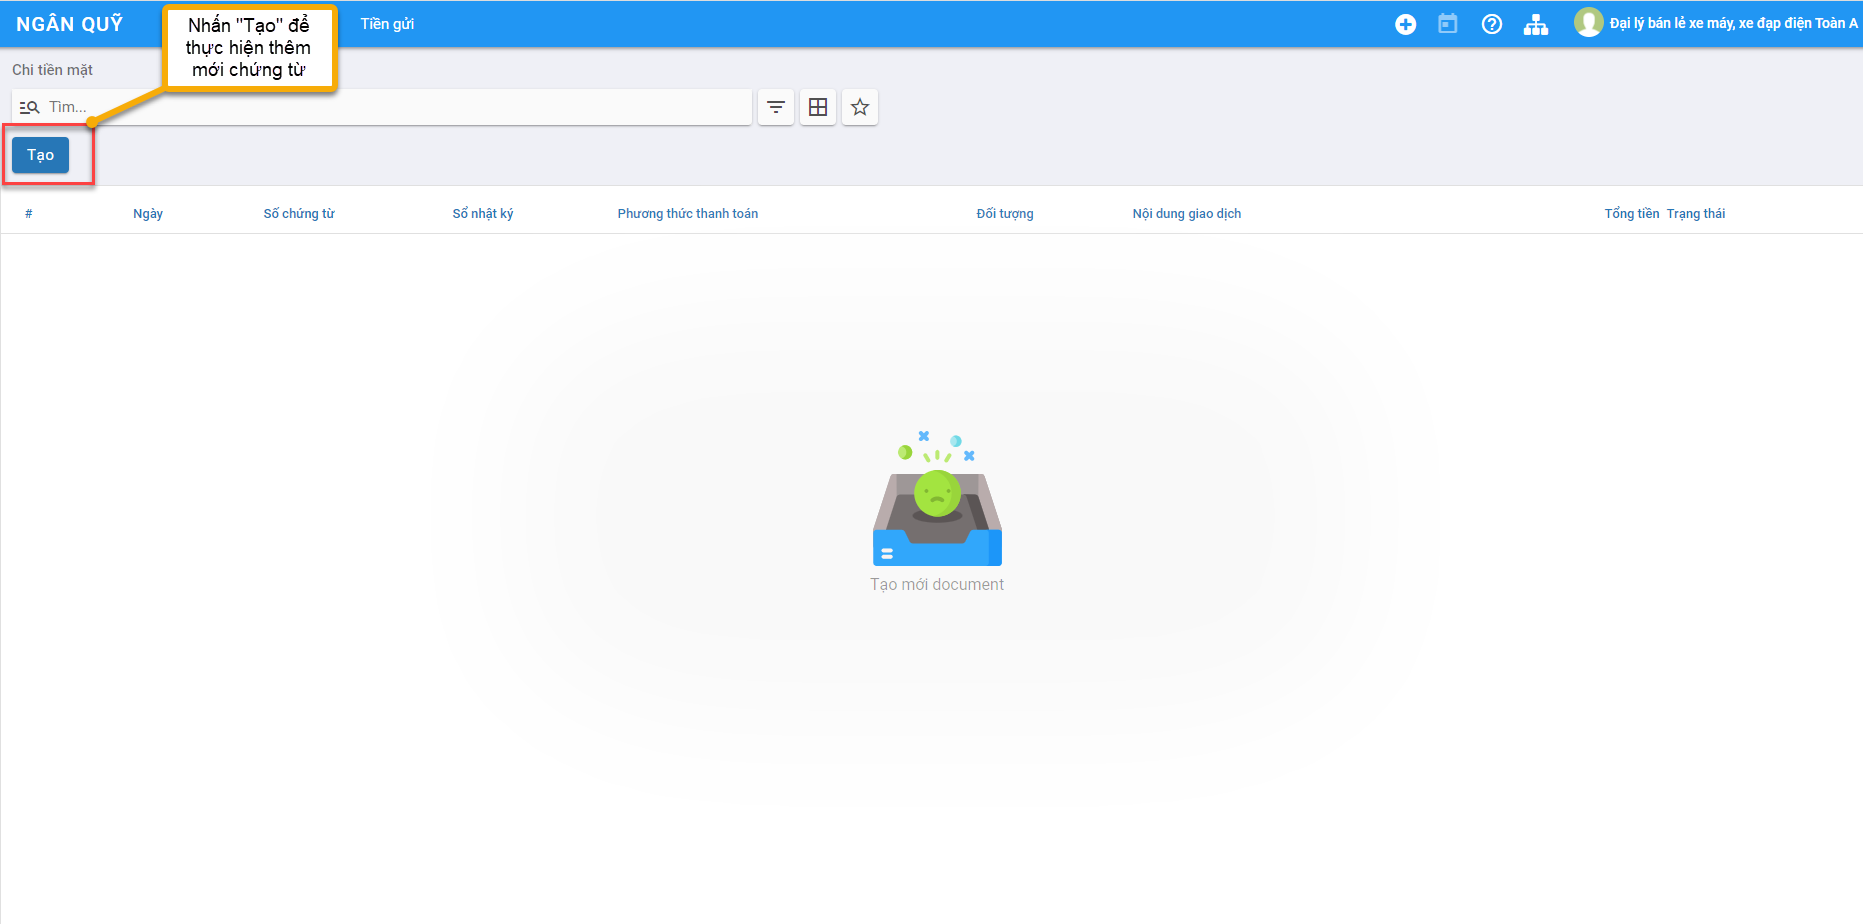 NGÂN QUỸ
Nhấn "Tạo" để
thực hiện thêm
mới chứng từ
Tiền gửi
Đại lý bán lẻ xe máy, xe đạp điện Toàn A
Chi tiền mặt
Tìm...
Tạo
# Ngày Số chứng từ Sổ nhật ký Phương thức thanh toán Đối tượng Nội dung giao dịch Tổng tiền Trạng thái
Tạo mới document